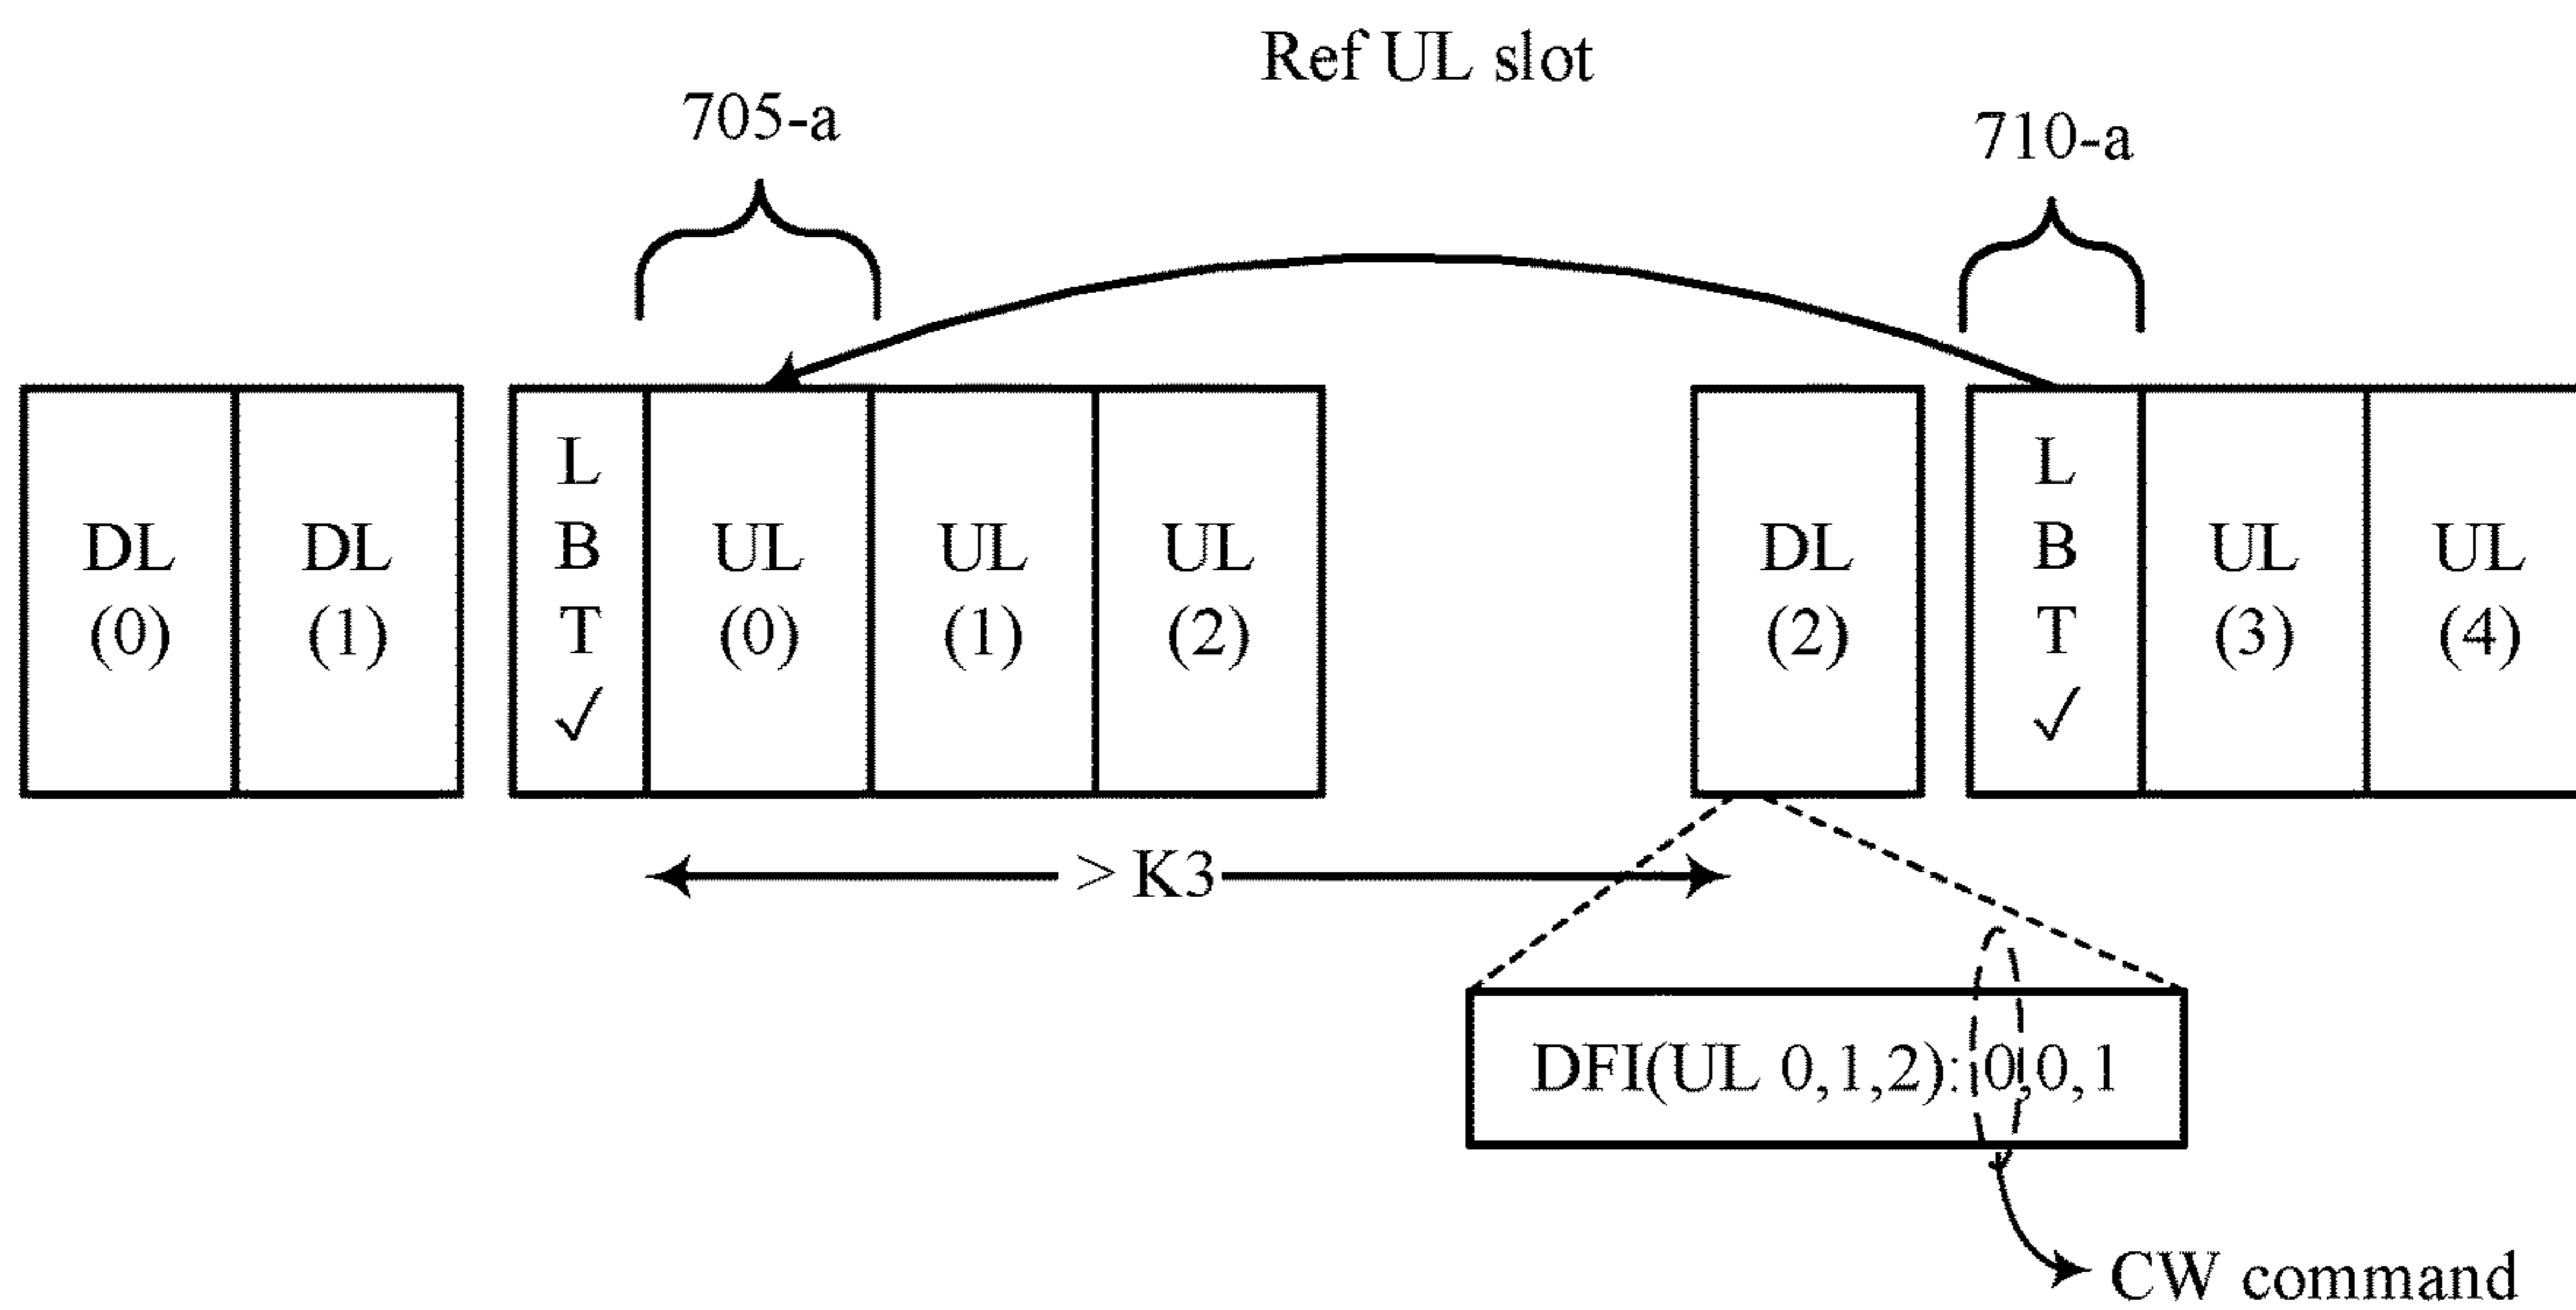 Ref UL slot
705-a
710-a
DL
(0)
DL
(1)
L
B
T
✓
UL
(0)
UL
(1)
UL
(2)
DL
(2)
L
B
T
✓
UL
(3)
UL
(4)
> K3
DFI(UL 0,1,2): 0,0,1
CW command